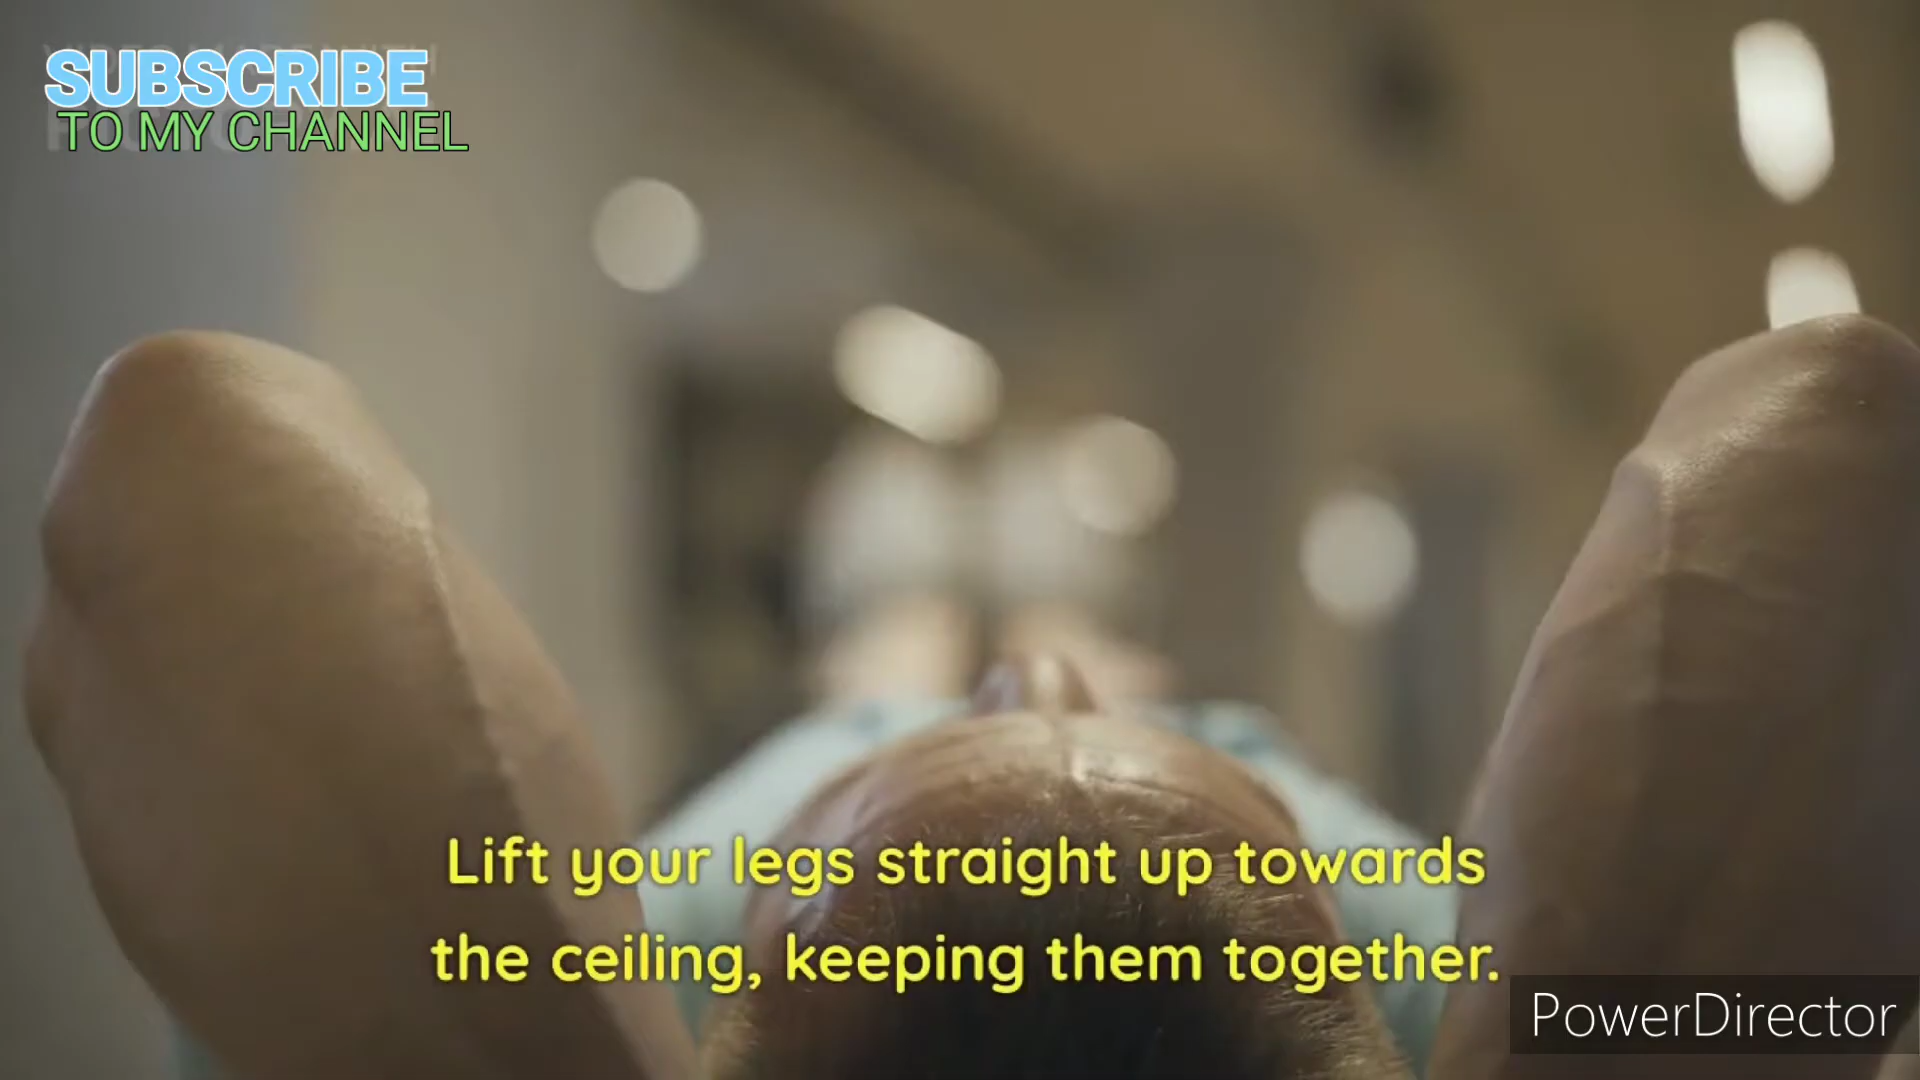 SUBSCRIBE
TO MY CHANNEL
Lift your legs straight up towards
the ceiling, keeping them together.
PowerDirector